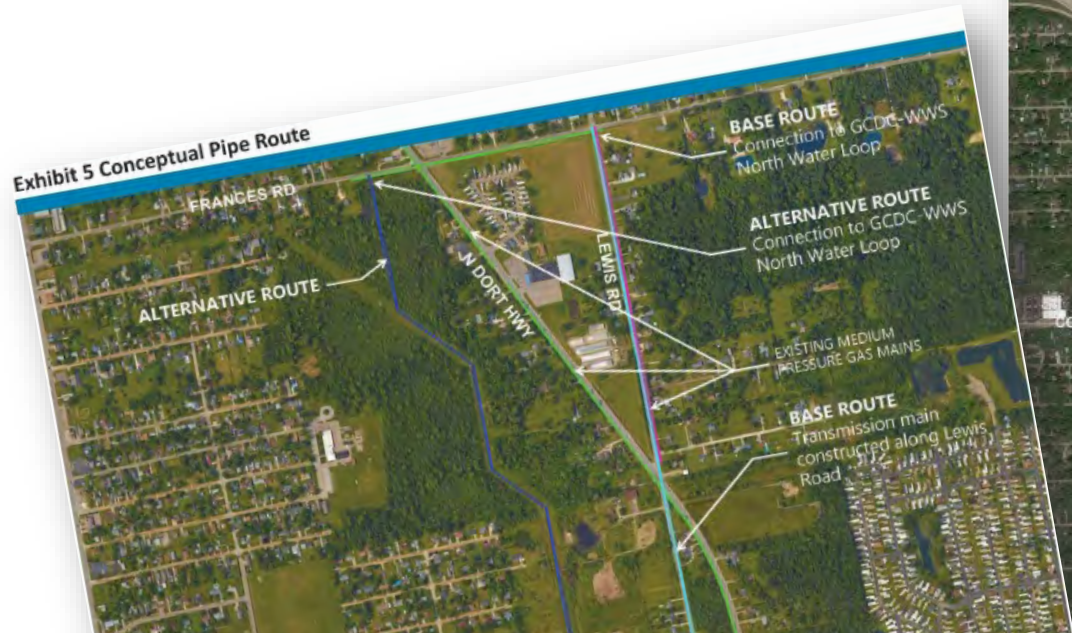 Exhibit 5 Conceptual Pipe Route
FRANCES RD
BASE ROUTE
Connection to GCDC-WWS
North Water Loop
ALTERNATIVE ROUTE
Connection to GCDC-WWS
North Water Loop
ALTERNATIVE ROUTE
N DORT HWY
LEWIS RD
EXISTING MEDIUM
PRESSURE GAS MAINS
BASE ROUTE
Transmission main
constructed along Lewis
Road